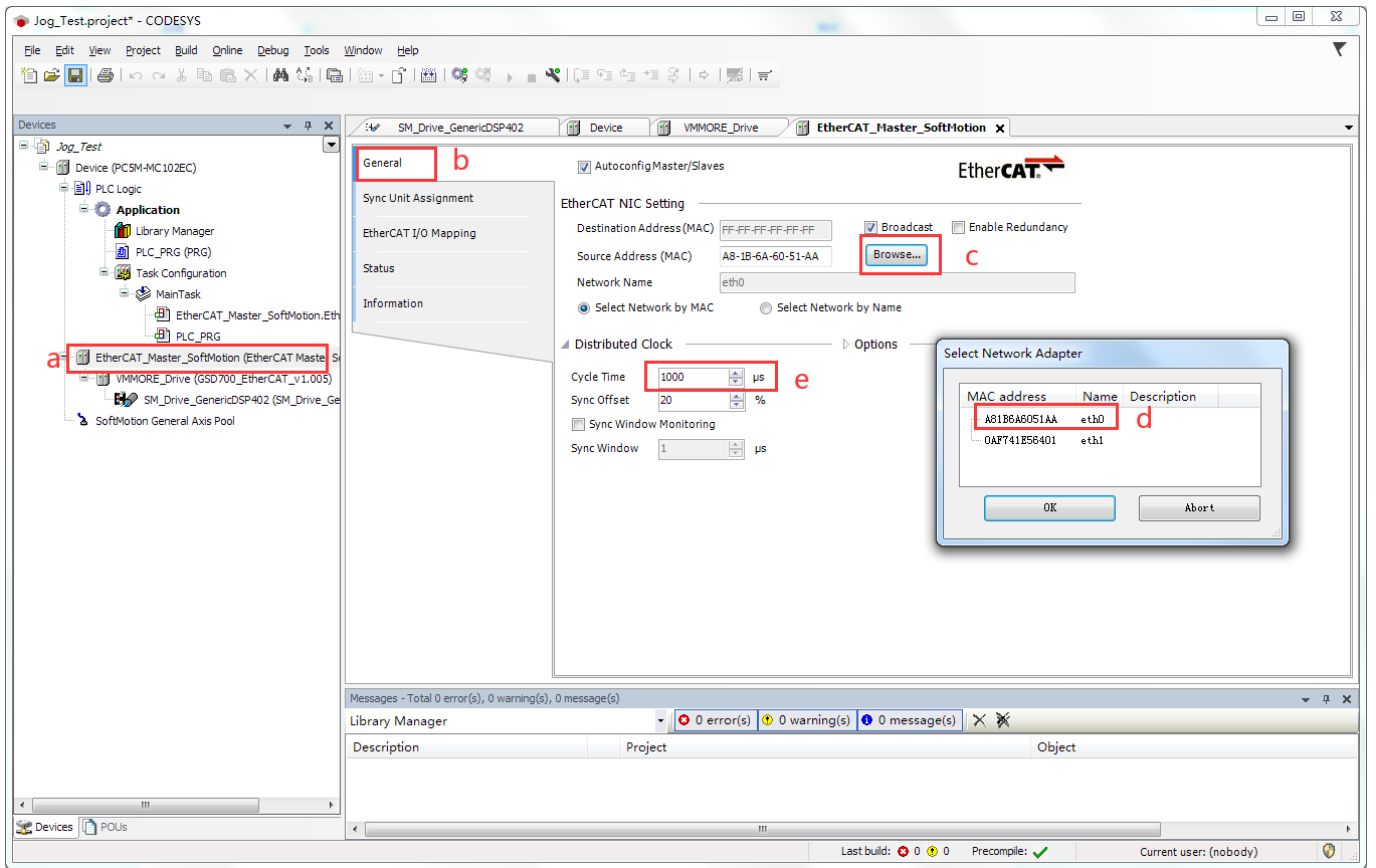 Jog_Test.project* - CODESYS
File Edit View Project Build Online Debug Tools Window Help
Devices
Jog_Test
Device (PC5M-MC102EC)
PLC Logic
Application
Library Manager
PLC_PRG (PRG)
Task Configuration
MainTask
EtherCAT_Master_SoftMotion.Eth
PLC_PRG
a
EtherCAT_Master_SoftMotion (EtherCAT Master S
VMMORE_Drive (GSD700_EtherCAT_v1.005)
SM_Drive_GenericDSP402 (SM_Drive_Ge
SoftMotion General Axis Pool
Devices POUs
SM_Drive_GenericDSP402 Device VMMORE_Drive EtherCAT_Master_SoftMotion
General b
Sync Unit Assignment
EtherCAT I/O Mapping
Status
Information
Autoconfig Master/Slaves
EtherCAT.
EtherCAT NIC Setting
Destination Address (MAC) FF-FF-FF-FF-FF-FF Broadcast Enable Redundancy
Source Address (MAC) A8-1B-6A-60-51-AA Browse... c
Network Name eth0
Select Network by MAC Select Network by Name
Distributed Clock Options
Cycle Time 1000 µs e
Sync Offset 20 %
Sync Window Monitoring
Sync Window 1 µs
Select Network Adapter
MAC address Name Description
A81B6A6051AA eth0 d
0AF741E56401 eth1
OK Abort
Messages - Total 0 error(s), 0 warning(s), 0 message(s)
Library Manager 0 error(s) 0 warning(s) 0 message(s)
Description Project Object
Last build: 0 0 Precompile: Current user: (nobody)